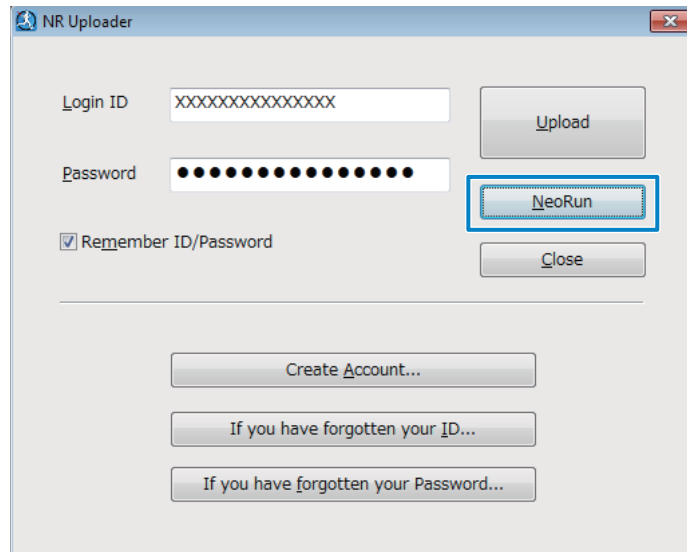 NR Uploader
Login ID
XXXXXXXXXXXXXXX
Upload
Password
●●●●●●●●●●●●●●●
NeoRun
Remember ID/Password
Close
Create Account...
If you have forgotten your ID...
If you have forgotten your Password...